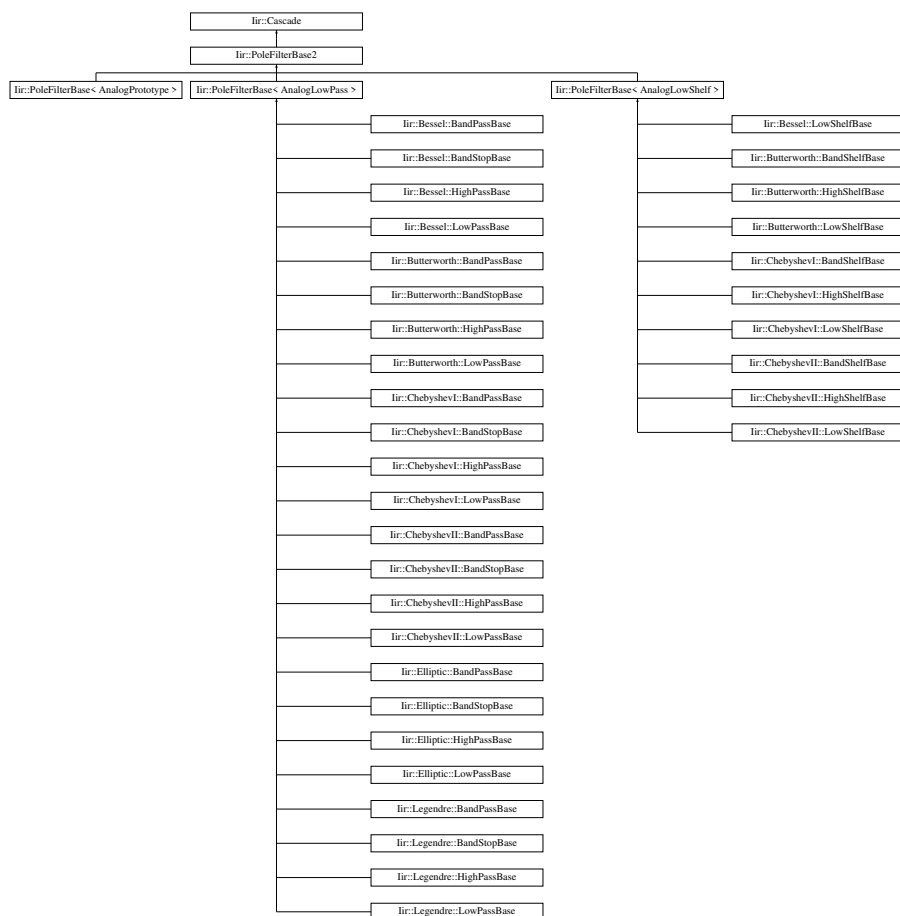 Iir::Cascade
Iir::PoleFilterBase2
Iir::PoleFilterBase< AnalogPrototype >
Iir::PoleFilterBase< AnalogLowPass >
Iir::PoleFilterBase< AnalogLowShelf >
Iir::Bessel::BandPassBase
Iir::Bessel::LowShelfBase
Iir::Bessel::BandStopBase
Iir::Butterworth::BandShelfBase
Iir::Bessel::HighPassBase
Iir::Butterworth::HighShelfBase
Iir::Bessel::LowPassBase
Iir::Butterworth::LowShelfBase
Iir::Butterworth::BandPassBase
Iir::ChebyshevI::BandShelfBase
Iir::Butterworth::BandStopBase
Iir::ChebyshevI::HighShelfBase
Iir::Butterworth::HighPassBase
Iir::ChebyshevI::LowShelfBase
Iir::Butterworth::LowPassBase
Iir::ChebyshevII::BandShelfBase
Iir::ChebyshevI::BandPassBase
Iir::ChebyshevII::HighShelfBase
Iir::ChebyshevI::BandStopBase
Iir::ChebyshevII::LowShelfBase
Iir::ChebyshevI::HighPassBase
Iir::ChebyshevI::LowPassBase
Iir::ChebyshevII::BandPassBase
Iir::ChebyshevII::BandStopBase
Iir::ChebyshevII::HighPassBase
Iir::ChebyshevII::LowPassBase
Iir::Elliptic::BandPassBase
Iir::Elliptic::BandStopBase
Iir::Elliptic::HighPassBase
Iir::Elliptic::LowPassBase
Iir::Legendre::BandPassBase
Iir::Legendre::BandStopBase
Iir::Legendre::HighPassBase
Iir::Legendre::LowPassBase